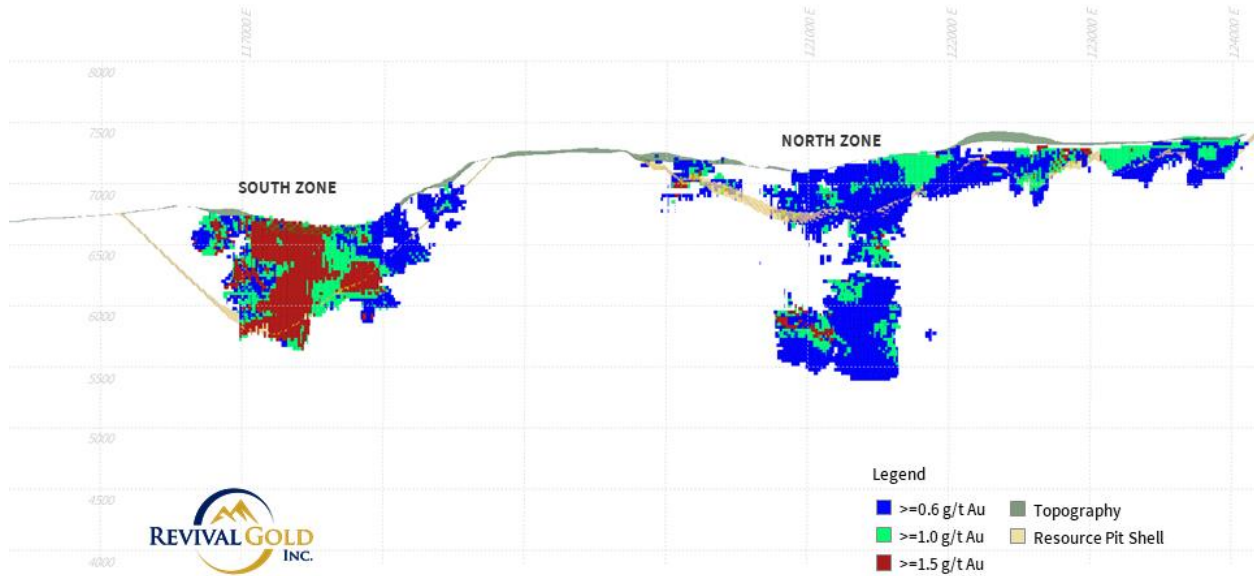 117000 E
121000 E
122000 E
123000 E
124000 E
8000
7500
NORTH ZONE
SOUTH ZONE
7000
6500
6000
5500
5000
4500
4000
Legend
>=0.6 g/t Au
Topography
>=1.0 g/t Au
Resource Pit Shell
>=1.5 g/t Au
REVIVAL GOLD
INC.